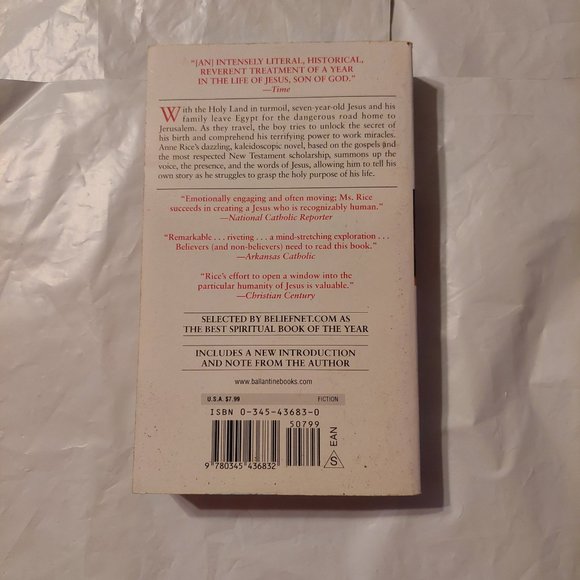 “[AN] INTENSELY LITERAL, HISTORICAL,
REVERENT TREATMENT OF A YEAR
IN THE LIFE OF JESUS, SON OF GOD.”
—Time
With the Holy Land in turmoil, seven-year-old Jesus and his
family leave Egypt for the dangerous road home to
Jerusalem. As they travel, the boy tries to unlock the secret of
his birth and comprehend his terrifying power to work miracles.
Anne Rice’s dazzling, kaleidoscopic novel, based on the gospels and
the most respected New Testament scholarship, summons up the
voice, the presence, and the words of Jesus, allowing him to tell his
own story as he struggles to grasp the holy purpose of his life.
“Emotionally engaging and often moving; Ms. Rice
succeeds in creating a Jesus who is recognizably human.”
—National Catholic Reporter
“Remarkable . . . riveting . . . a mind-stretching exploration . . .
Believers (and non-believers) need to read this book.”
—Arkansas Catholic
“Rice’s effort to open a window into the
particular humanity of Jesus is valuable.”
—Christian Century
SELECTED BY BELIEFNET.COM AS
THE BEST SPIRITUAL BOOK OF THE YEAR
INCLUDES A NEW INTRODUCTION
AND NOTE FROM THE AUTHOR
www.ballantinebooks.com
U.S.A. $7.99 FICTION
ISBN 0-345-43683-0
50799
9 780345 436832
EAN
S